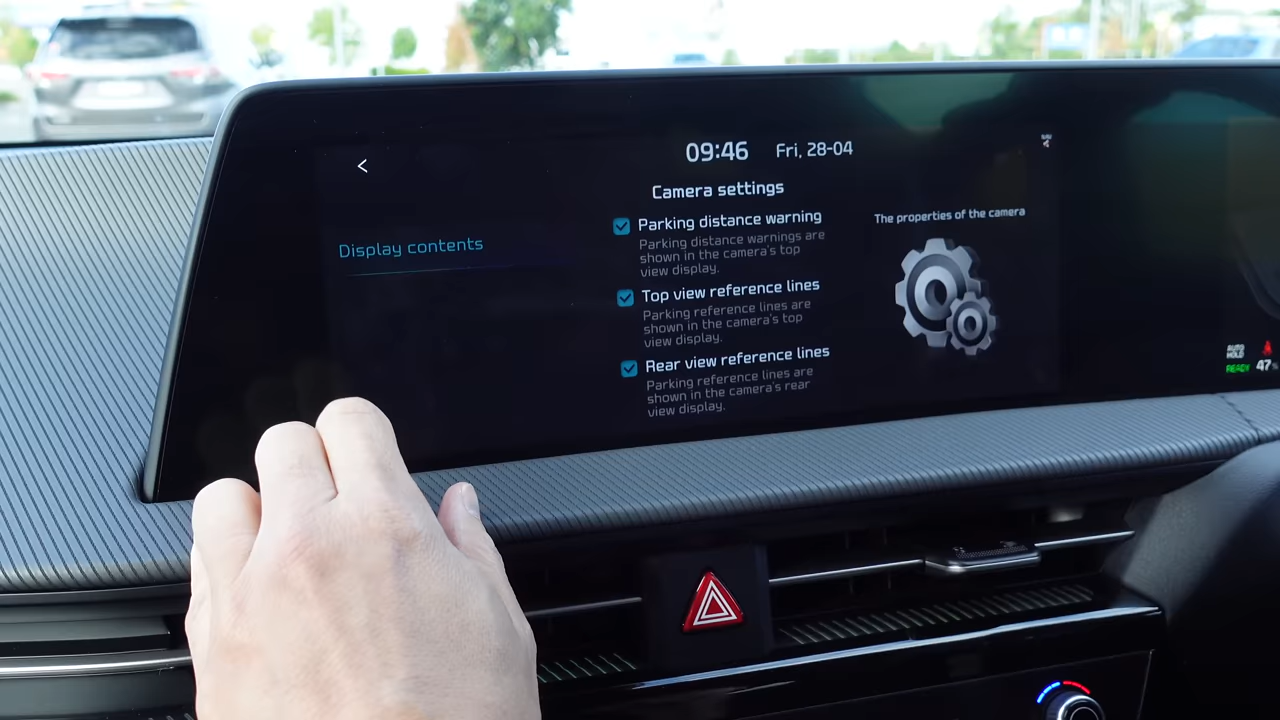 09:46 Fri, 28-04
Camera settings
Display contents
Parking distance warning
Parking distance warnings are
shown in the camera's top
view display.
Top view reference lines
Parking reference lines are
shown in the camera's top
view display.
Rear view reference lines
Parking reference lines are
shown in the camera's rear
view display.
The properties of the camera
AUTO
HOLD
READY 47%